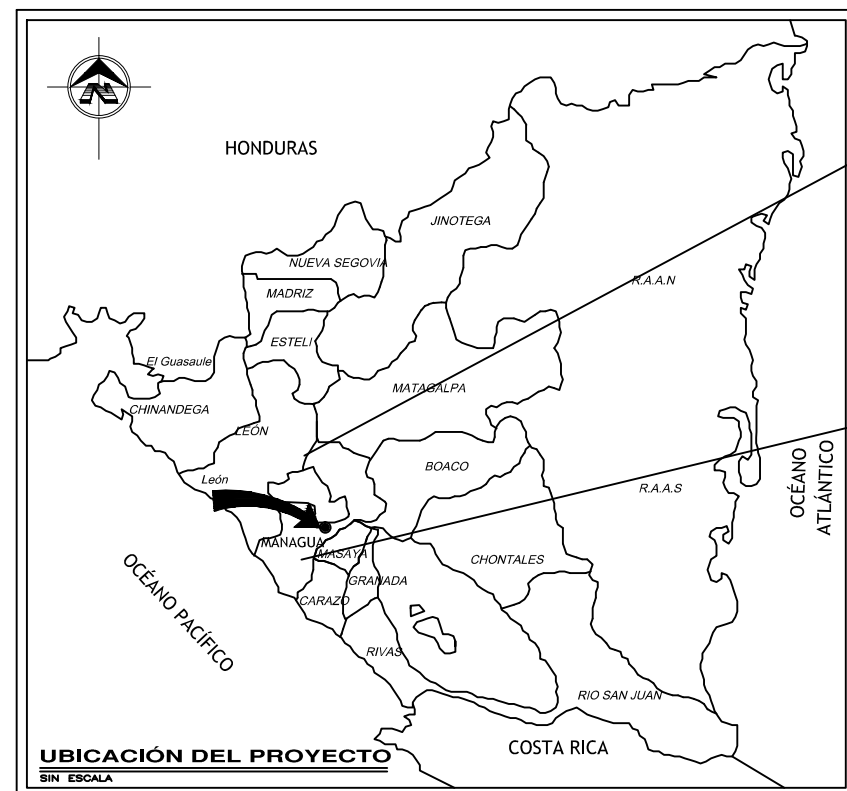 N
HONDURAS
JINOTEGA
NUEVA SEGOVIA
R.A.A.N
MADRIZ
ESTELI
El Guasaule
MATAGALPA
CHINANDEGA
LEÓN
BOACO
León
R.A.A.S
OCÉANO
ATLÁNTICO
MANAGUA
MASAYA
CHONTALES
GRANADA
CARAZO
OCÉANO PACÍFICO
RIVAS
RIO SAN JUAN
COSTA RICA
UBICACIÓN DEL PROYECTO
SIN ESCALA